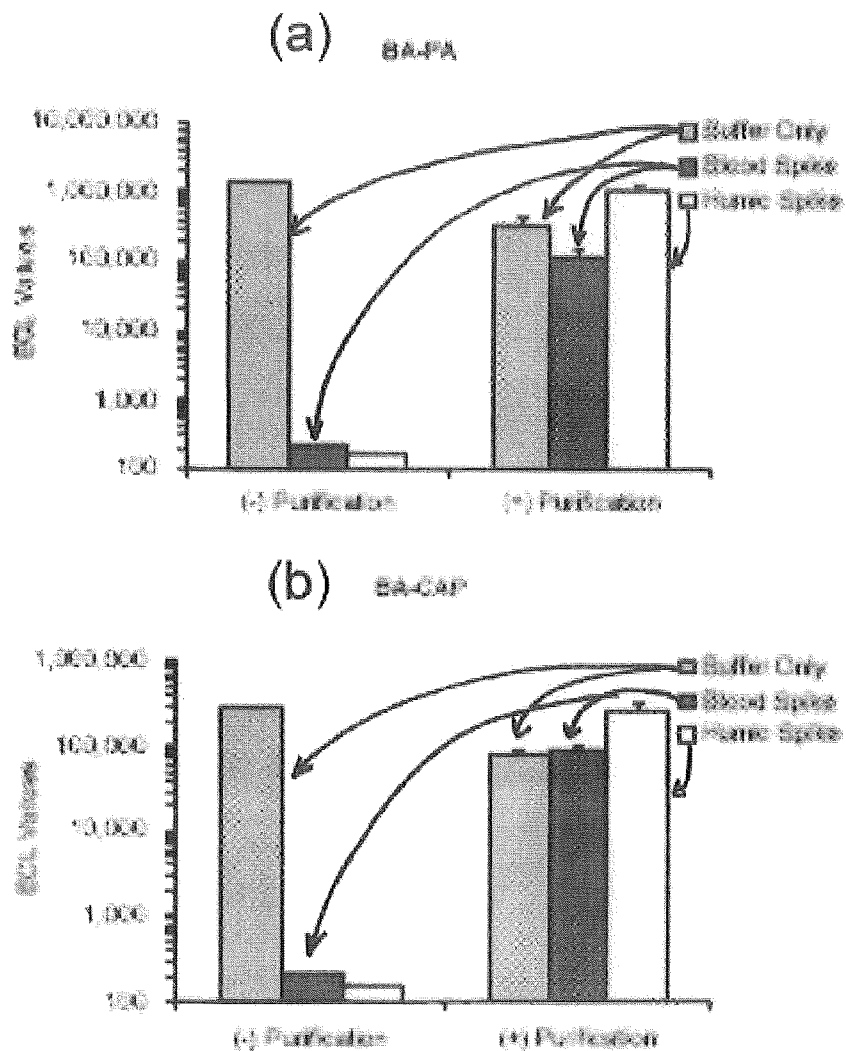 (a)
BA-PA
10,000,000
1,000,000
100,000
10,000
1,000
100
ECL Values
Buffer Only
Blood Spike
Humic Spike
(-) Purification
(+) Purification
(b)
BA-CAP
1,000,000
100,000
10,000
1,000
100
ECL Values
Buffer Only
Blood Spike
Humic Spike
(-) Purification
(+) Purification